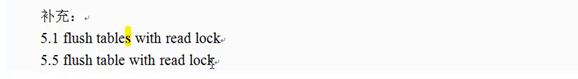 补充：
5.1 flush tables with read lock
5.5 flush table with read lock